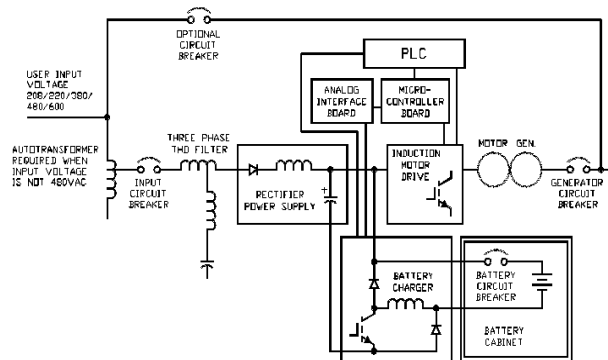 OPTIONAL
CIRCUIT
BREAKER
PLC
USER INPUT
VOLTAGE
208/220/380/
480/600
ANALOG
INTERFACE
BOARD
MICRO-
CONTROLLER
BOARD
AUTOTRANSFORMER
REQUIRED WHEN
INPUT VOLTAGE
IS NOT 480VAC
THREE PHASE
THD FILTER
INPUT
CIRCUIT
BREAKER
RECTIFIER
POWER SUPPLY
+
INDUCTION
MOTOR
DRIVE
MOTOR
GEN.
GENERATOR
CIRCUIT
BREAKER
BATTERY
CHARGER
BATTERY
CIRCUIT
BREAKER
BATTERY
CABINET